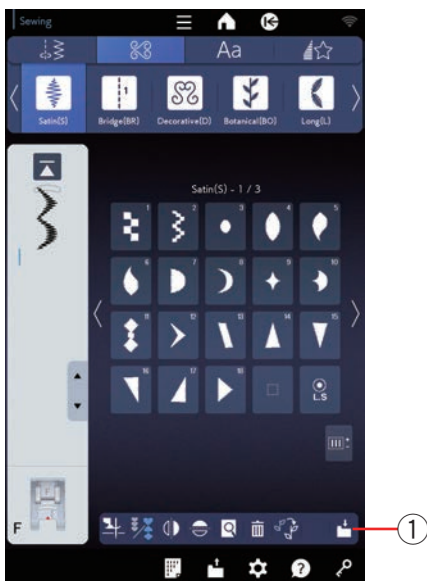 Sewing
Aa
1
Satin(S) Bridge(BR) Decorative(D) Botanical(BO) Long(L)
Satin(S) - 1 / 3
1 2 3 4 5
6 7 8 9 10
11 12 13 14 15
16 17 18
L.S
F
?
1